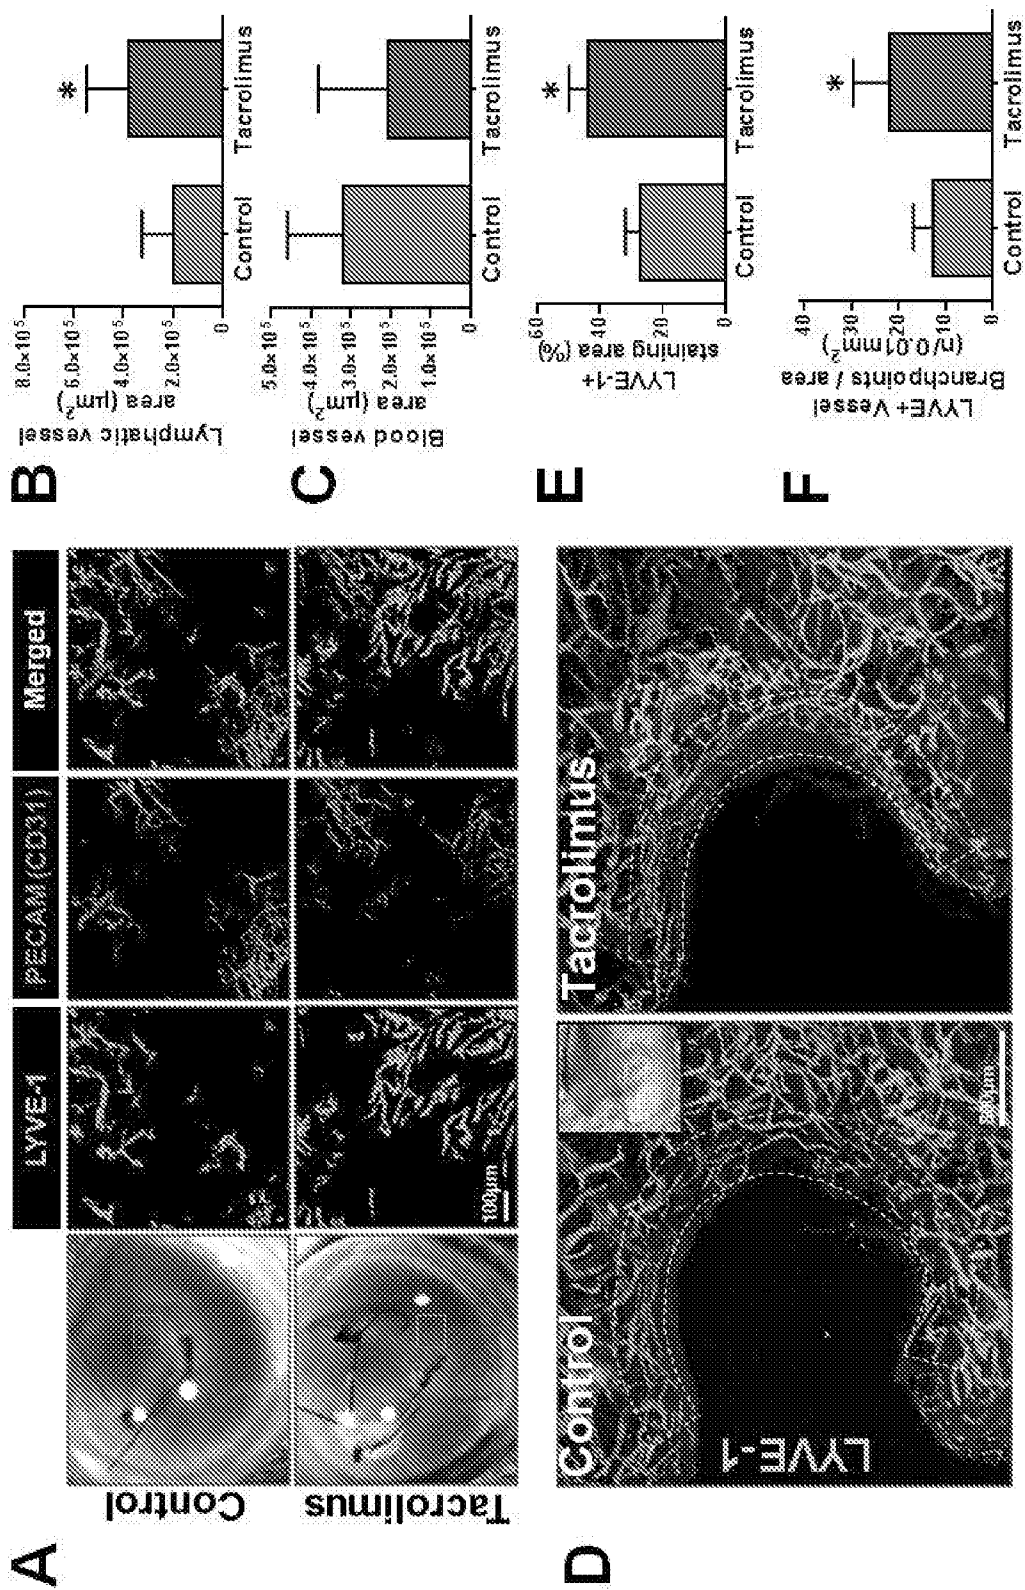 A
LYVE-1
PECAM (CD31)
Merged
Control
Tacrolimus
100µm
B
Lymphatic vessel
area (µm²)
8.0×10⁵
6.0×10⁵
4.0×10⁵
2.0×10⁵
0
*
Control
Tacrolimus
C
Blood vessel
area (µm²)
5.0×10⁵
4.0×10⁵
3.0×10⁵
2.0×10⁵
1.0×10⁵
0
Control
Tacrolimus
D
Control
LYVE-1
Tacrolimus
E
LYVE-1+
staining area (%)
60
40
20
0
*
Control
Tacrolimus
F
LYVE+ Vessel
Branchpoints / area
(n/0.01mm²)
40
30
20
10
0
*
Control
Tacrolimus